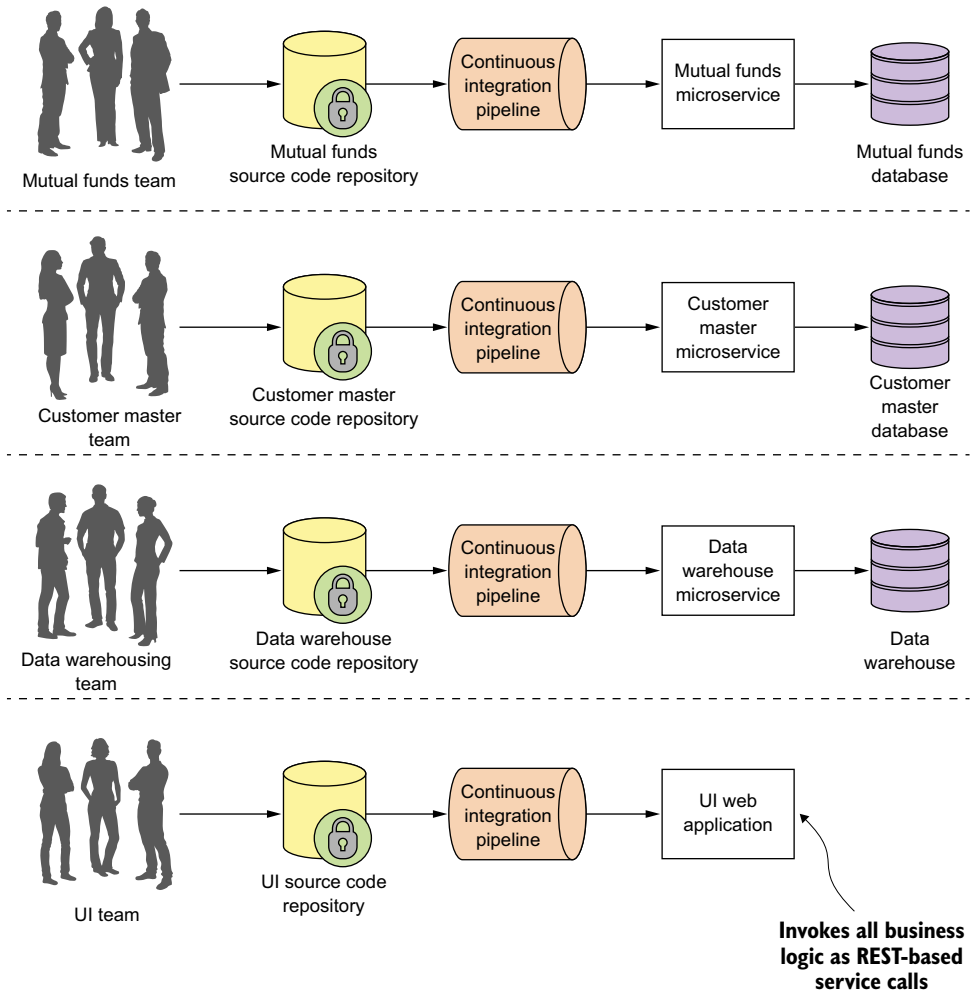 Mutual funds team
Mutual funds
source code repository
Continuous
integration
pipeline
Mutual funds
microservice
Mutual funds
database
Customer master
team
Customer master
source code repository
Continuous
integration
pipeline
Customer
master
microservice
Customer
master
database
Data warehousing
team
Data warehouse
source code repository
Continuous
integration
pipeline
Data
warehouse
microservice
Data
warehouse
UI team
UI source code
repository
Continuous
integration
pipeline
UI web
application
Invokes all business
logic as REST-based
service calls